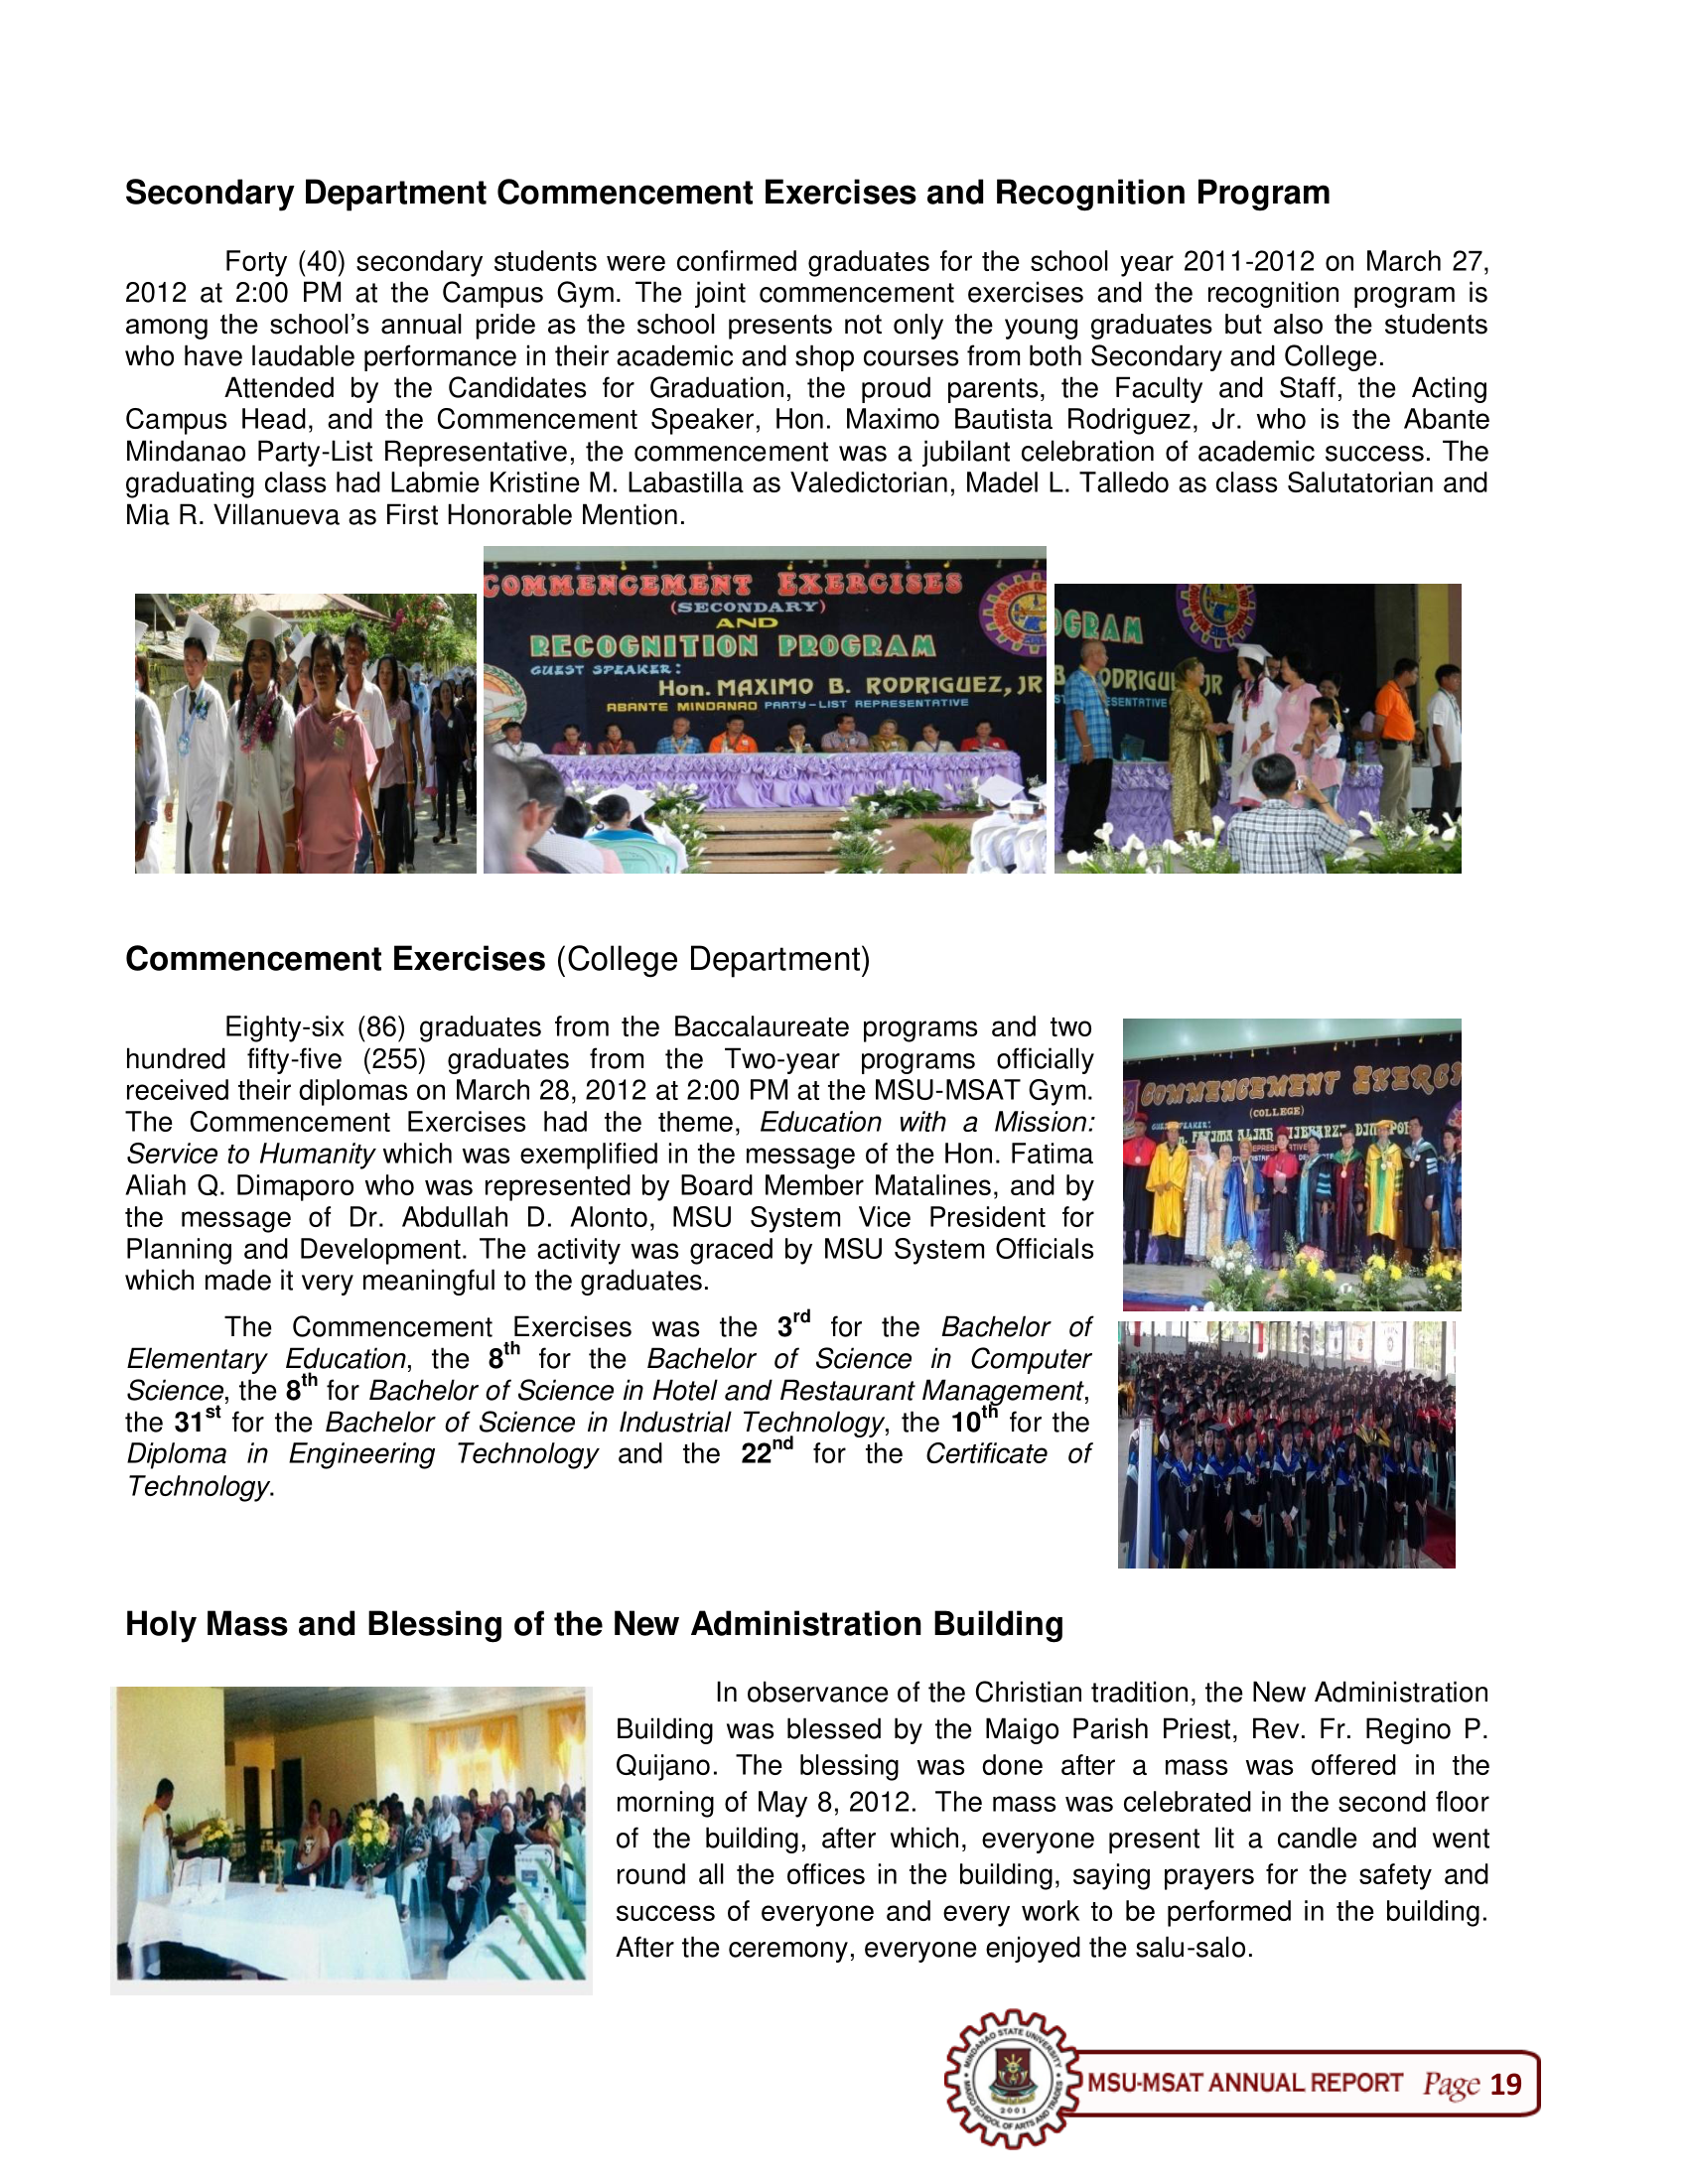 Secondary Department Commencement Exercises and Recognition Program
Forty (40) secondary students were confirmed graduates for the school year 2011-2012 on March 27,
2012 at 2:00 PM at the Campus Gym. The joint commencement exercises and the recognition program is
among the school's annual pride as the school presents not only the young graduates but also the students
who have laudable performance in their academic and shop courses from both Secondary and College.
Attended by the Candidates for Graduation, the proud parents, the Faculty and Staff, the Acting
Campus Head, and the Commencement Speaker, Hon. Maximo Bautista Rodriguez, Jr. who is the Abante
Mindanao Party-List Representative, the commencement was a jubilant celebration of academic success. The
graduating class had Labmie Kristine M. Labastilla as Valedictorian, Madel L. Talledo as class Salutatorian and
Mia R. Villanueva as First Honorable Mention.
COMMENCEMENT EXERCISES
(SECONDARY)
AND
RECOGNITION PROGRAM
GUEST SPEAKER:
Hon. MAXIMO B. RODRIGUEZ, JR
ABANTE MINDANAO PARTY-LIST REPRESENTATIVE
OGRAM
B. ODRIGU JR
ESENTATIVE
Commencement Exercises (College Department)
Eighty-six (86) graduates from the Baccalaureate programs and two
hundred fifty-five (255) graduates from the Two-year programs officially
received their diplomas on March 28, 2012 at 2:00 PM at the MSU-MSAT Gym.
The Commencement Exercises had the theme, Education with a Mission:
Service to Humanity which was exemplified in the message of the Hon. Fatima
Aliah Q. Dimaporo who was represented by Board Member Matalines, and by
the message of Dr. Abdullah D. Alonto, MSU System Vice President for
Planning and Development. The activity was graced by MSU System Officials
which made it very meaningful to the graduates.
The Commencement Exercises was the 3rd for the Bachelor of
Elementary Education, the 8th for the Bachelor of Science in Computer
Science, the 8th for Bachelor of Science in Hotel and Restaurant Management,
the 31st for the Bachelor of Science in Industrial Technology, the 10th for the
Diploma in Engineering Technology and the 22nd for the Certificate of
Technology.
COMMENCEMENT EXERCI
(COLLEGE)
GUEST SPEAKER:
FATIMA ALIAH
Holy Mass and Blessing of the New Administration Building
In observance of the Christian tradition, the New Administration
Building was blessed by the Maigo Parish Priest, Rev. Fr. Regino P.
Quijano. The blessing was done after a mass was offered in the
morning of May 8, 2012. The mass was celebrated in the second floor
of the building, after which, everyone present lit a candle and went
round all the offices in the building, saying prayers for the safety and
success of everyone and every work to be performed in the building.
After the ceremony, everyone enjoyed the salu-salo.
MINDANAO STATE UNIVERSITY
MAIGO SCHOOL OF ARTS AND TRADES
2001
MSU-MSAT ANNUAL REPORT Page 19